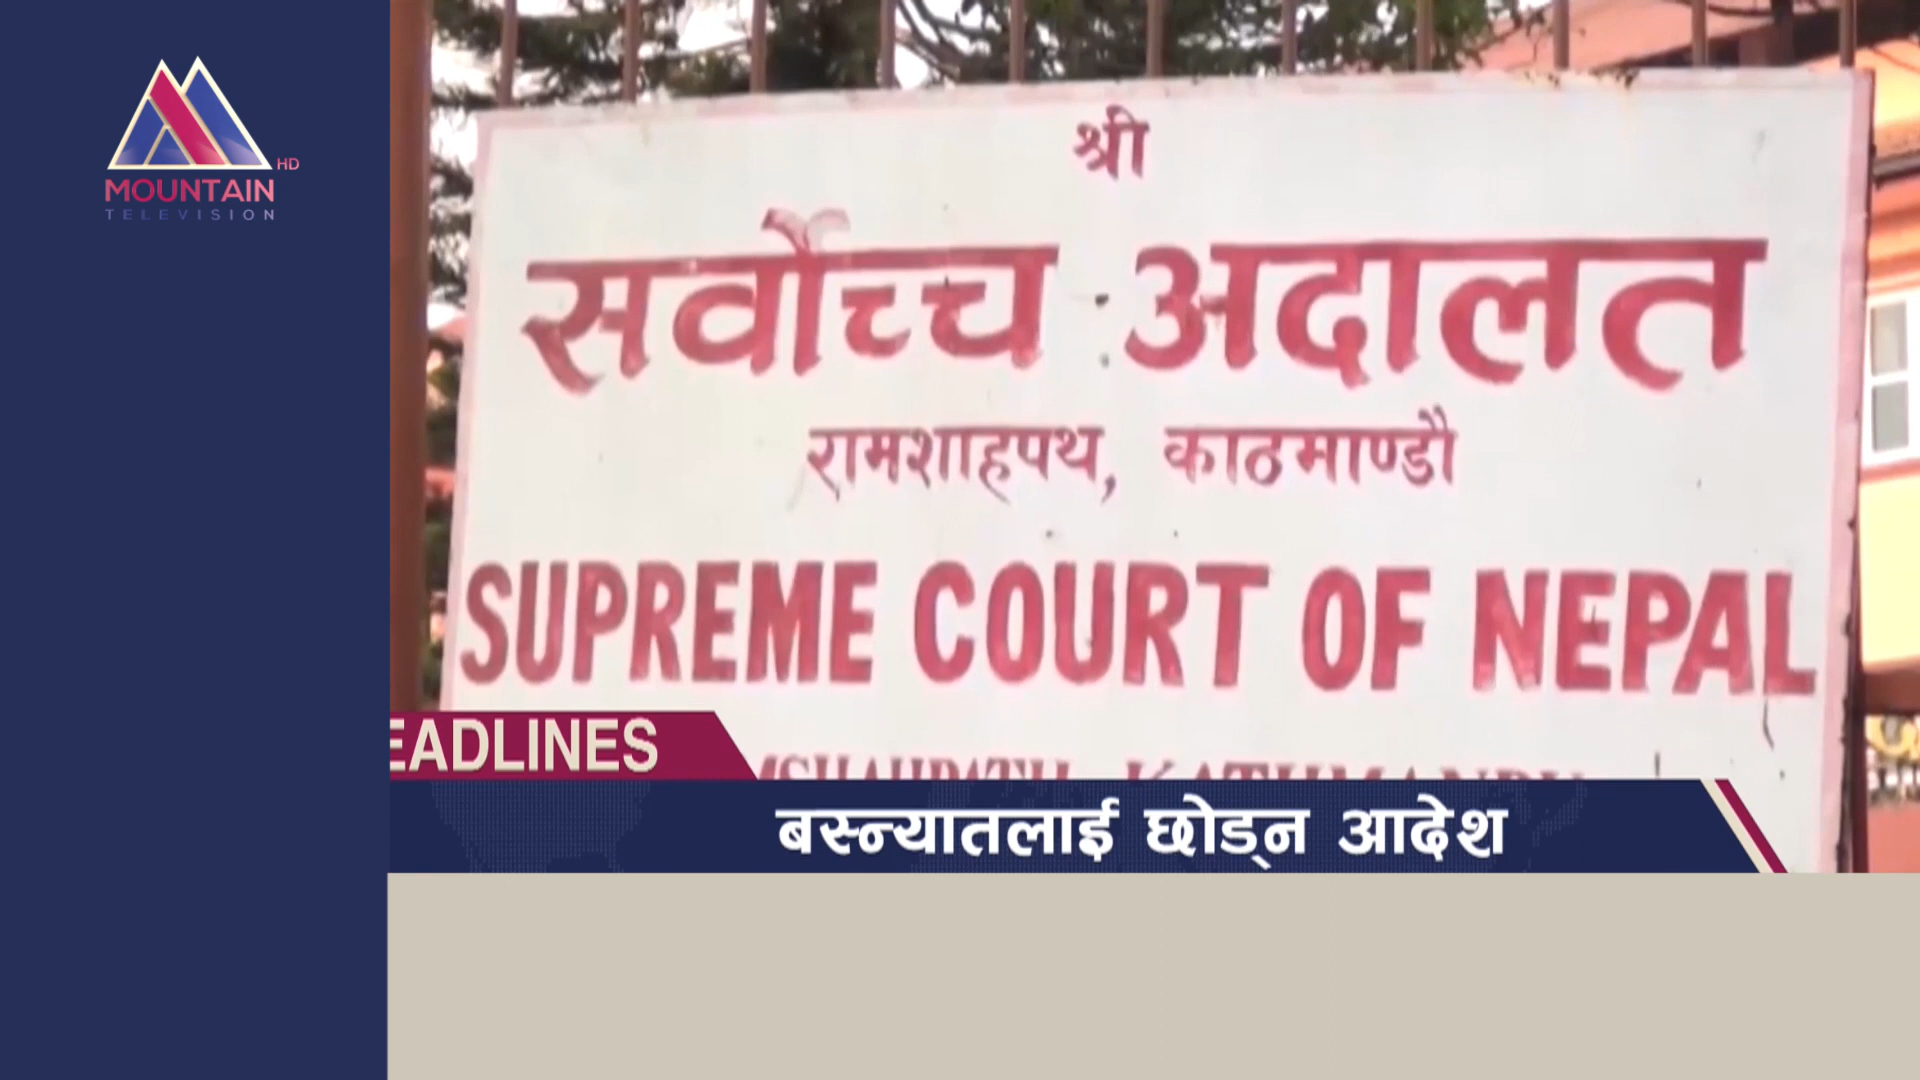 HD
MOUNTAIN
TELEVISION
श्री
सर्वोच्च अदालत
रामशाहपथ, काठमाण्डौ
SUPREME COURT OF NEPAL
EADLINES
बस्न्यातलाई छोड्न आदेश